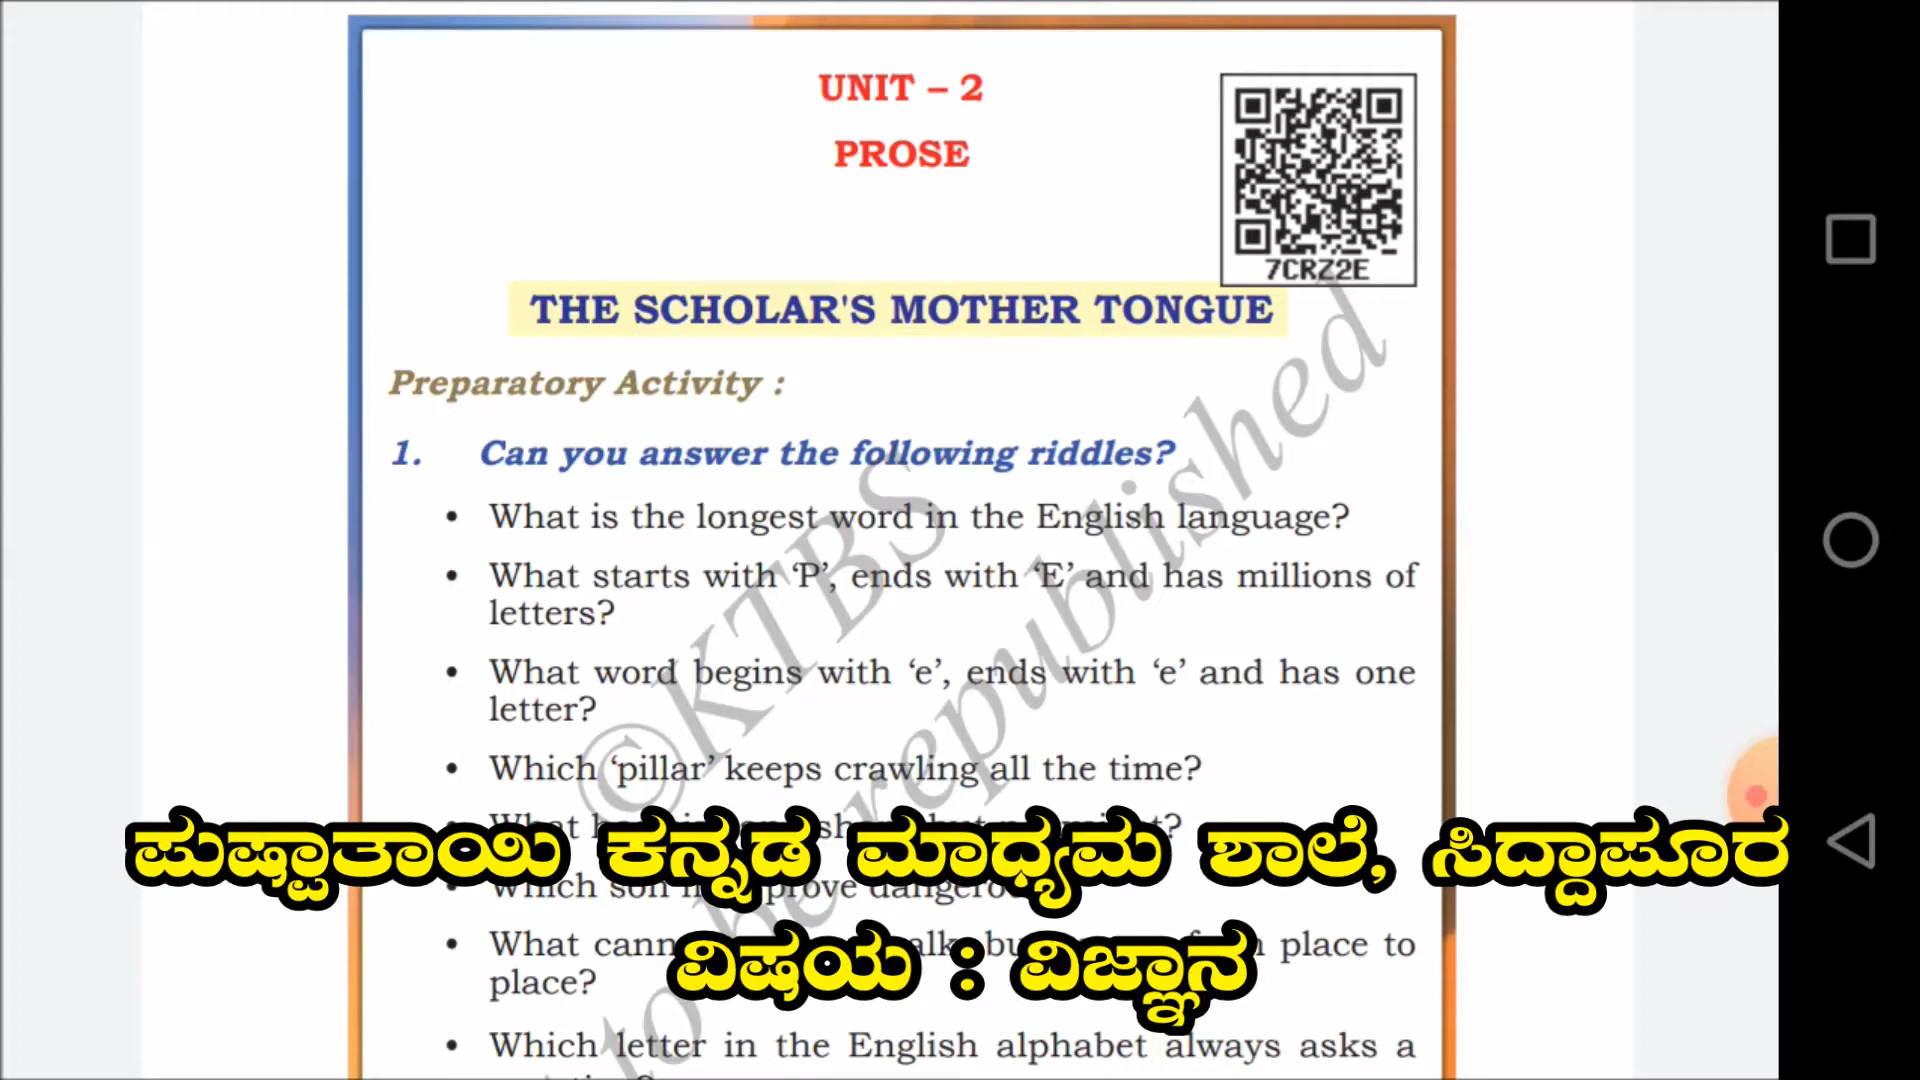 UNIT – 2
PROSE
7CRZ2E
THE SCHOLAR'S MOTHER TONGUE
Preparatory Activity :
1. Can you answer the following riddles?
• What is the longest word in the English language?
• What starts with ‘P’, ends with ‘E’ and has millions of
letters?
• What word begins with ‘e’, ends with ‘e’ and has one
letter?
• Which ‘pillar’ keeps crawling all the time?
ಪುಷ್ಪಾತಾಯಿ ಕನ್ನಡ ಮಾಧ್ಯಮ ಶಾಲೆ, ಸಿದ್ದಾಪೂರ
• What place to
place?
ವಿಷಯ : ವಿಜ್ಞಾನ
• Which letter in the English alphabet always asks a
©KTBS
to be republished